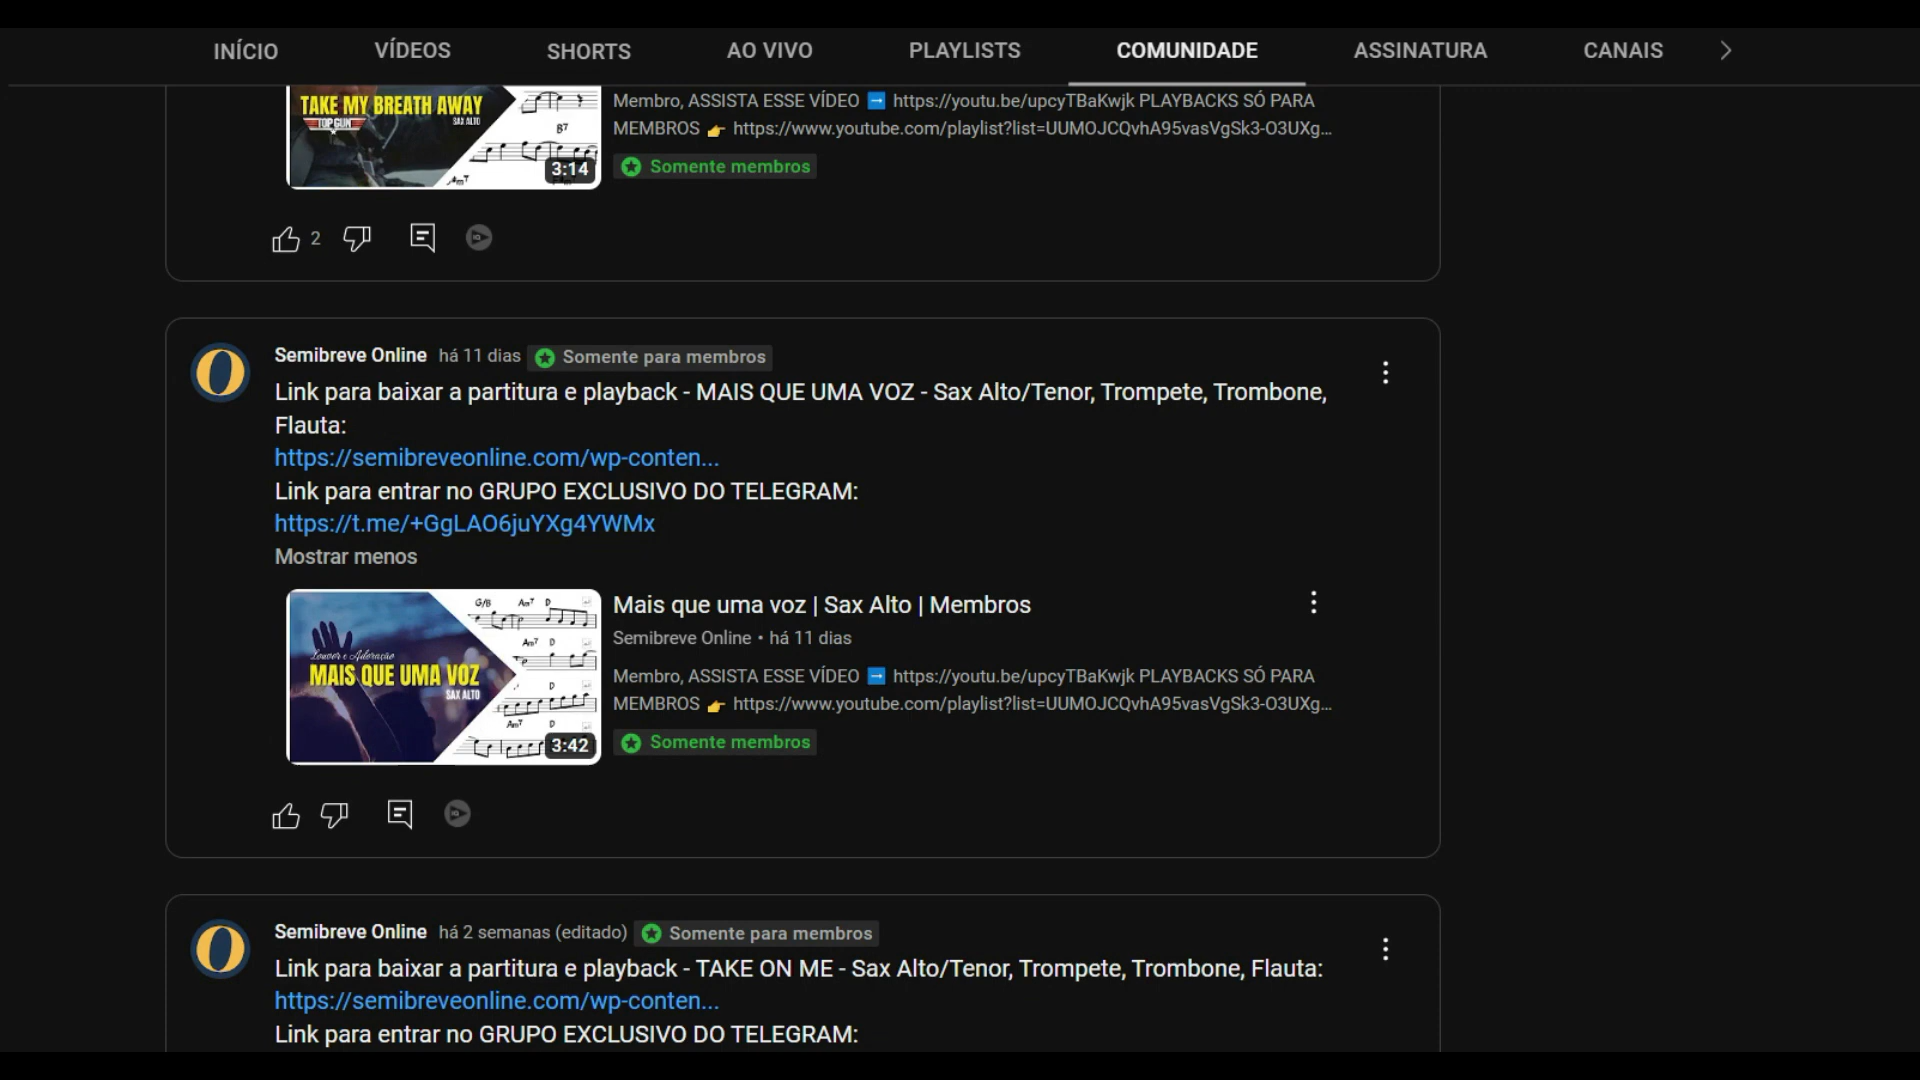 INÍCIO VÍDEOS SHORTS AO VIVO PLAYLISTS COMUNIDADE ASSINATURA CANAIS
TAKE MY BREATH AWAY
SAX ALTO
TOP GUN
B7
Am7
3:14
Membro, ASSISTA ESSE VÍDEO ➡️ https://youtu.be/upcyTBaKwjk PLAYBACKS SÓ PARA
MEMBROS 👉 https://www.youtube.com/playlist?list=UUMOJCQvhA95vasVgSk3-O3UXg...
Somente membros
2
Semibreve Online há 11 dias Somente para membros
Link para baixar a partitura e playback - MAIS QUE UMA VOZ - Sax Alto/Tenor, Trompete, Trombone,
Flauta:
https://semibreveonline.com/wp-conten...
Link para entrar no GRUPO EXCLUSIVO DO TELEGRAM:
https://t.me/+GgLAO6juYXg4YWMx
Mostrar menos
G/B Am7 D
Am7 D
D
Am7 D
Louvor e Adoração
MAIS QUE UMA VOZ
SAX ALTO
3:42
Mais que uma voz | Sax Alto | Membros
Semibreve Online • há 11 dias
Membro, ASSISTA ESSE VÍDEO ➡️ https://youtu.be/upcyTBaKwjk PLAYBACKS SÓ PARA
MEMBROS 👉 https://www.youtube.com/playlist?list=UUMOJCQvhA95vasVgSk3-O3UXg...
Somente membros
Semibreve Online há 2 semanas (editado) Somente para membros
Link para baixar a partitura e playback - TAKE ON ME - Sax Alto/Tenor, Trompete, Trombone, Flauta:
https://semibreveonline.com/wp-conten...
Link para entrar no GRUPO EXCLUSIVO DO TELEGRAM: